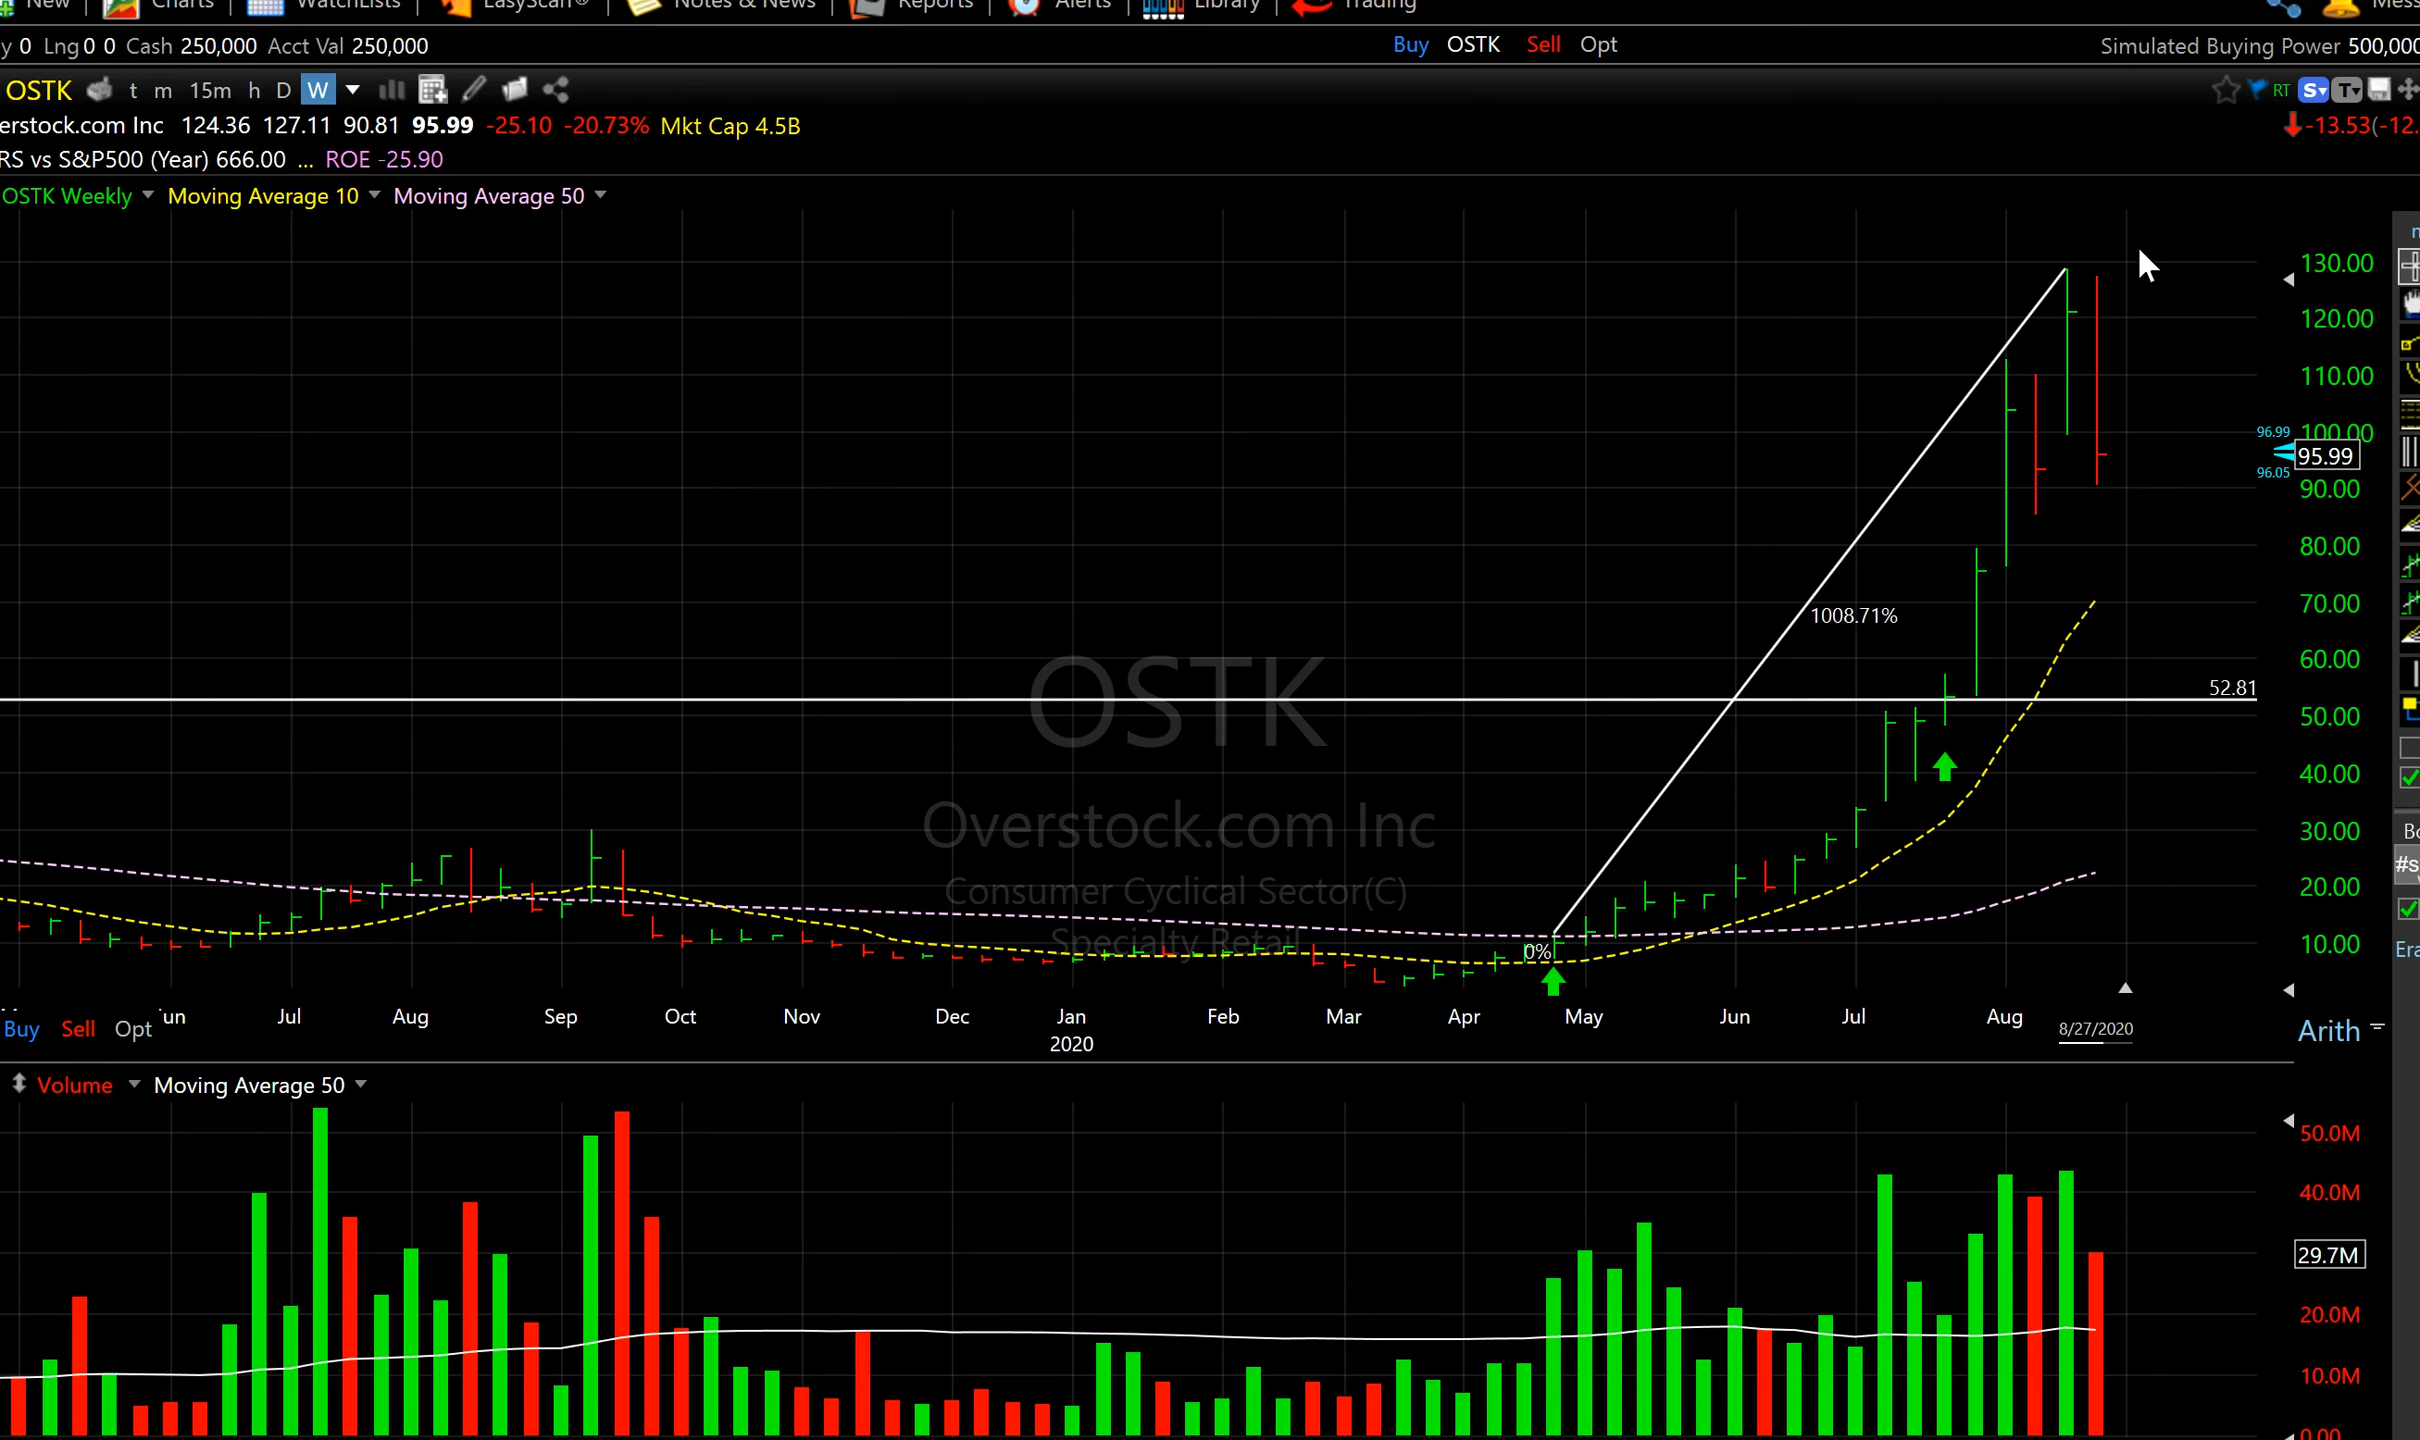 New Charts WatchLists EasyScan® Notes & News Reports Alerts Library Trading
y 0 Lng 0 0 Cash 250,000 Acct Val 250,000 Buy OSTK Sell Opt Simulated Buying Power 500,000
OSTK t m 15m h D W RT S T
erstock.com Inc 124.36 127.11 90.81 95.99 -25.10 -20.73% Mkt Cap 4.5B -13.53(-12.
RS vs S&P500 (Year) 666.00 ... ROE -25.90
OSTK Weekly Moving Average 10 Moving Average 50
130.00
120.00
110.00
96.99 100.00
95.99
96.05
90.00
80.00
1008.71% 70.00
60.00
52.81
50.00
OSTK
40.00
Overstock.com Inc 30.00
Consumer Cyclical Sector(C) 20.00
Specialty Retail
0% 10.00
un Jul Aug Sep Oct Nov Dec Jan Feb Mar Apr May Jun Jul Aug
Buy Sell Opt 8/27/2020 Arith
2020
Volume Moving Average 50
50.0M
40.0M
29.7M
20.0M
10.0M
0.00